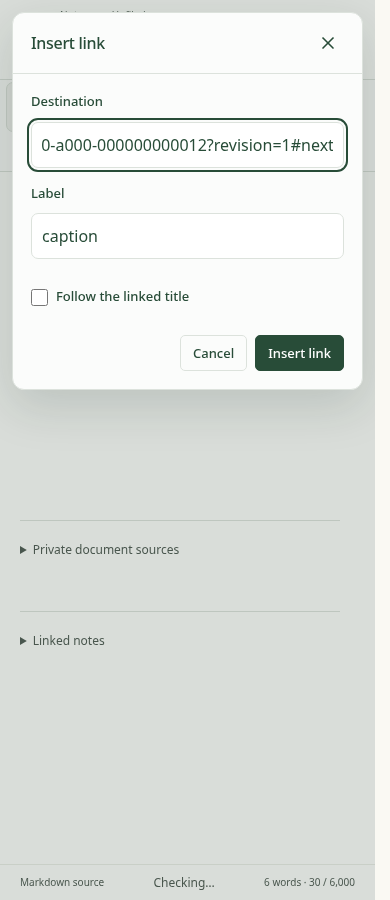 Insert link
Destination
0-a000-000000000012?revision=1#next
Label
caption
Follow the linked title
Cancel
Insert link
Private document sources
Linked notes
Markdown source
Checking…
6 words · 30 / 6,000